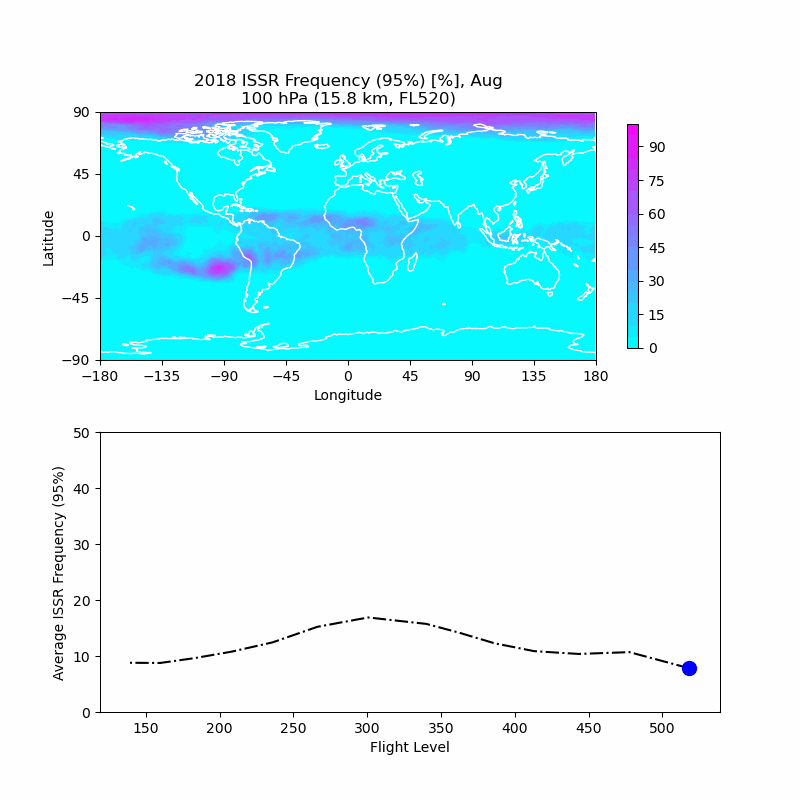 2018 ISSR Frequency (95%) [%], Aug
100 hPa (15.8 km, FL520)
90
45
0
−45
−90
Latitude
−180 −135 −90 −45 0 45 90 135 180
Longitude
90
75
60
45
30
15
0
50
40
30
20
10
0
Average ISSR Frequency (95%)
150 200 250 300 350 400 450 500
Flight Level